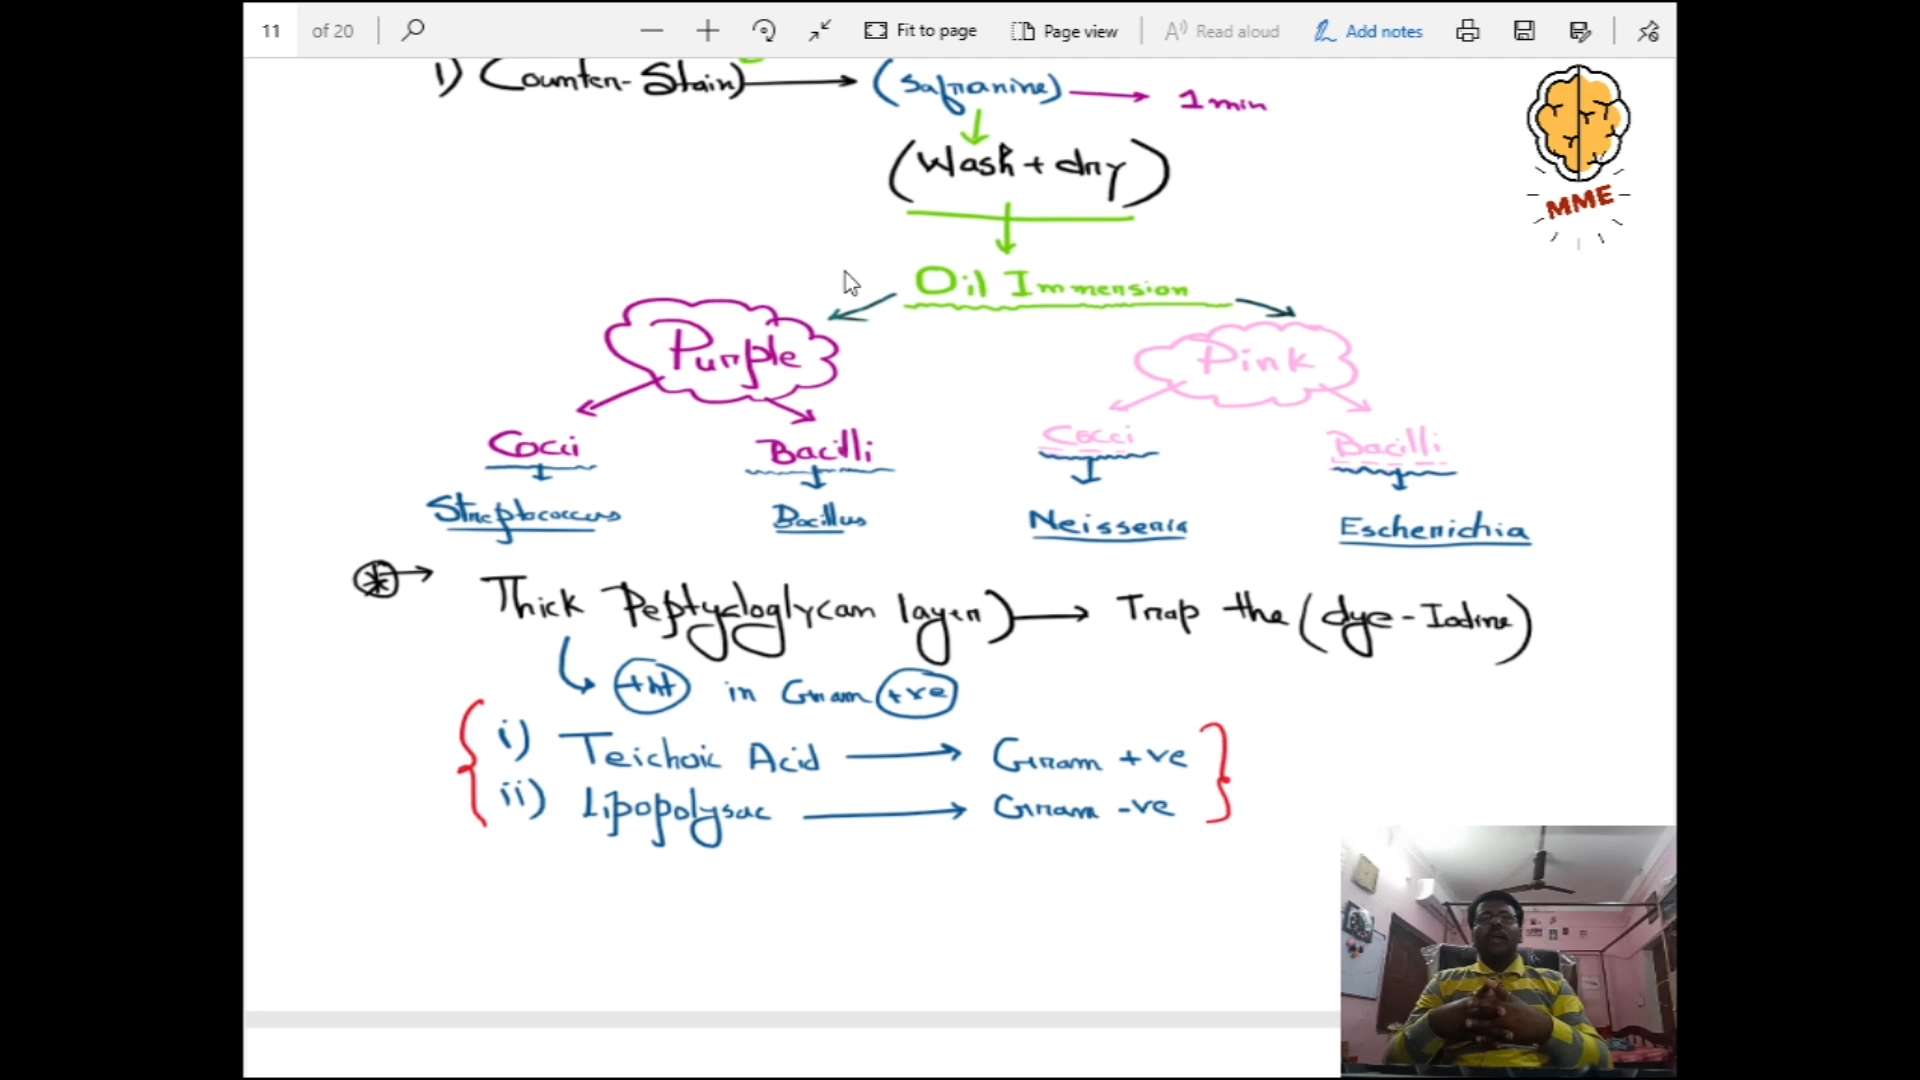 11 of 20 Fit to page Page view Read aloud Add notes
1) Counter-Stain) → (Safranine) → 1 min
(Wash + dry)
MME
Oil Immersion
Purple Pink
Cocci Bacilli Cocci Bacilli
Streptococcus Bacillus Neisseria Escherichia
Thick Peptydoglycan layer) → Trap the (dye-Iodine)
in Gram +ve
i) Teichoic Acid → Gram +ve
ii) Lipopolysac → Gram -ve